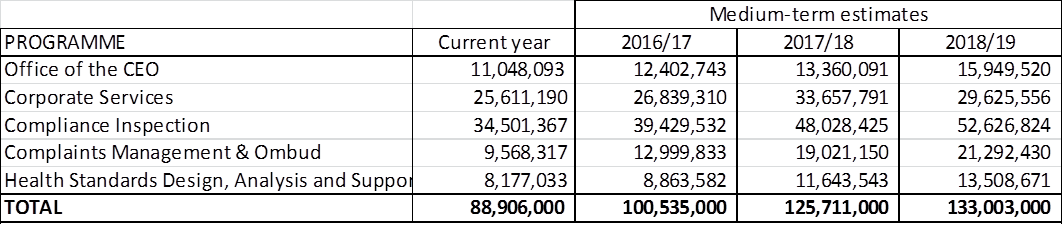 Medium-term estimates
PROGRAMME Current year 2016/17 2017/18 2018/19
Office of the CEO 11,048,093 12,402,743 13,360,091 15,949,520
Corporate Services 25,611,190 26,839,310 33,657,791 29,625,556
Compliance Inspection 34,501,367 39,429,532 48,028,425 52,626,824
Complaints Management & Ombud 9,568,317 12,999,833 19,021,150 21,292,430
Health Standards Design, Analysis and Suppor 8,177,033 8,863,582 11,643,543 13,508,671
TOTAL 88,906,000 100,535,000 125,711,000 133,003,000